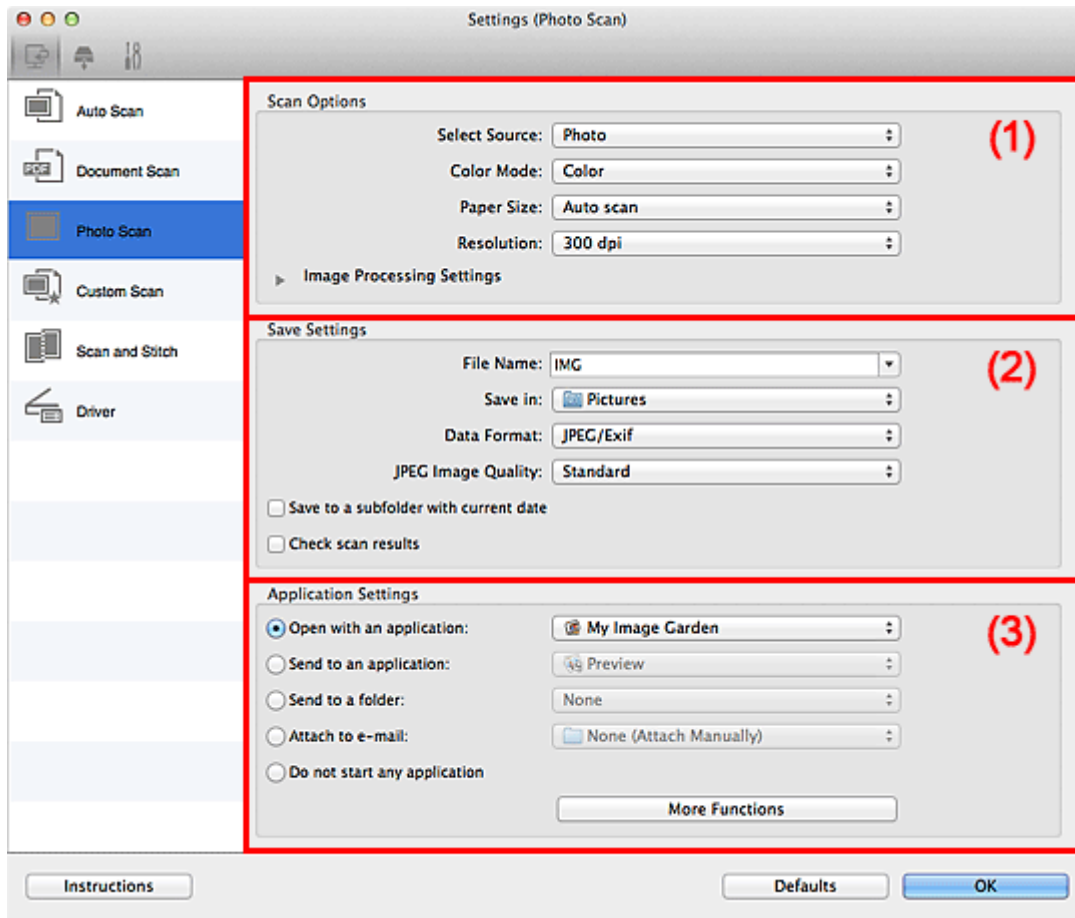 Settings (Photo Scan)
Auto Scan
Document Scan
Photo Scan
Custom Scan
Scan and Stitch
Driver
Scan Options
(1)
Select Source: Photo
Color Mode: Color
Paper Size: Auto scan
Resolution: 300 dpi
Image Processing Settings
Save Settings
(2)
File Name: IMG
Save in: Pictures
Data Format: JPEG/Exif
JPEG Image Quality: Standard
Save to a subfolder with current date
Check scan results
Application Settings
(3)
Open with an application: My Image Garden
Send to an application: Preview
Send to a folder: None
Attach to e-mail: None (Attach Manually)
Do not start any application
More Functions
Instructions
Defaults
OK